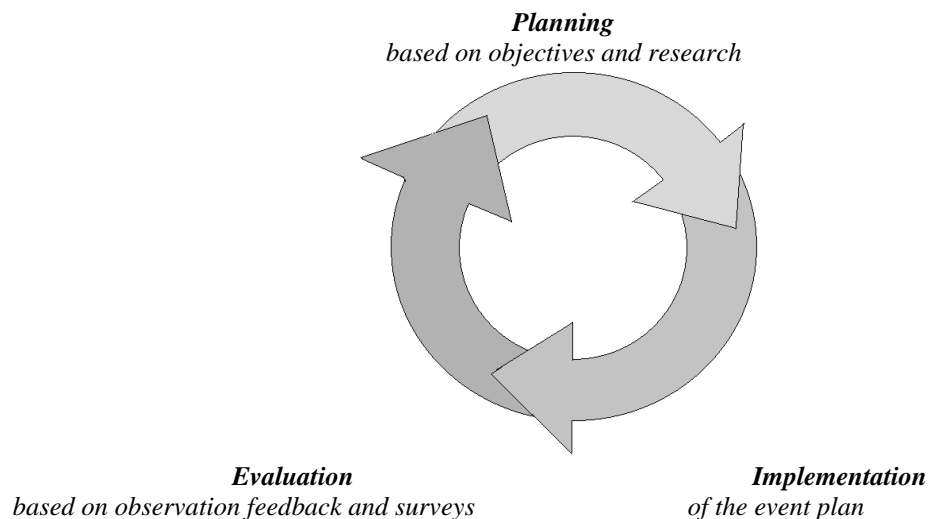 Planning
based on objectives and research
Evaluation
based on observation feedback and surveys
Implementation
of the event plan